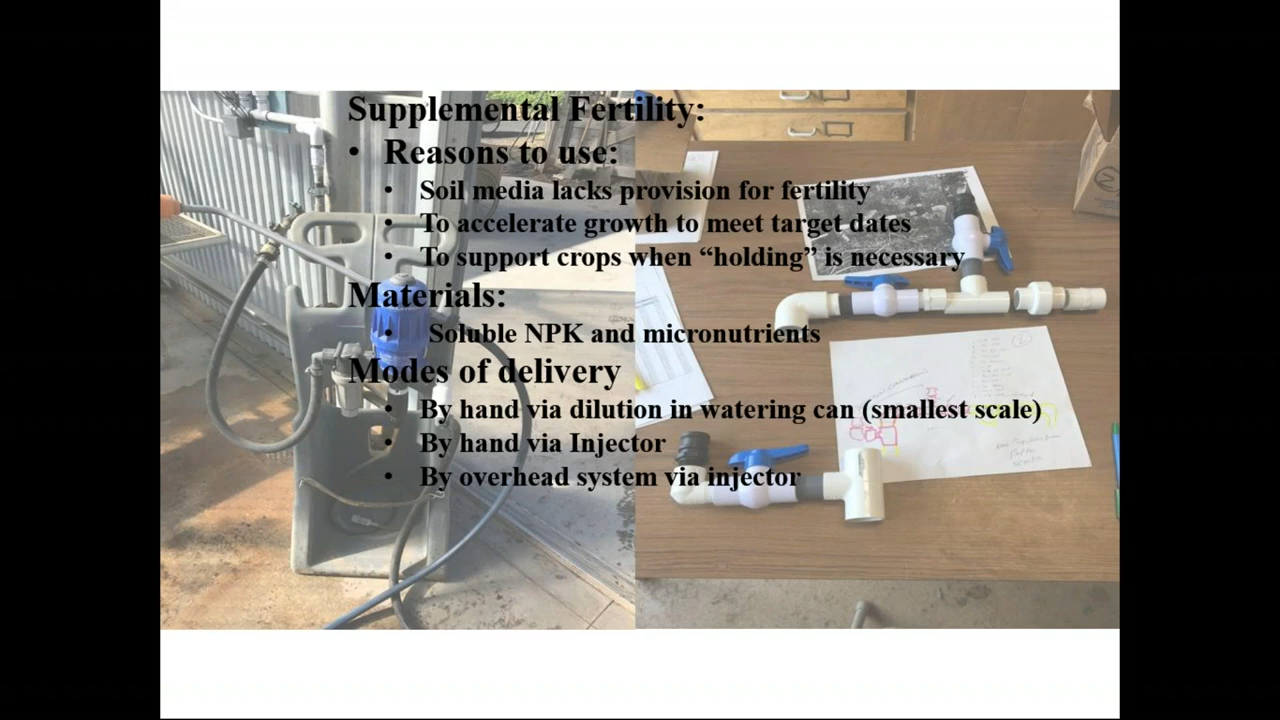 Supplemental Fertility:
• Reasons to use:
• Soil media lacks provision for fertility
• To accelerate growth to meet target dates
• To support crops when “holding” is necessary
Materials:
• Soluble NPK and micronutrients
Modes of delivery
• By hand via dilution in watering can (smallest scale)
• By hand via Injector
• By overhead system via injector